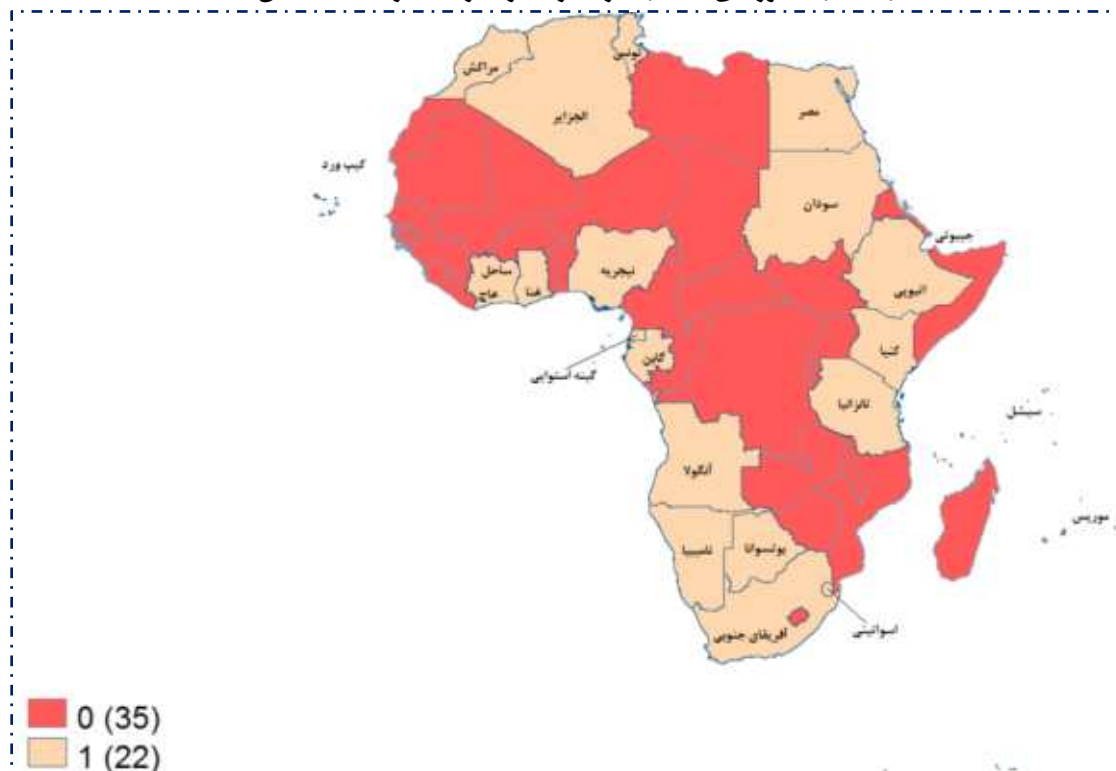 تونس
مراکش
الجزایر
مصر
کیپ ورد
سودان
جیبوتی
نیجریه
ساحل
عاج
غنا
اتیوپی
کنیا
گابن
گینه استوایی
تانزانیا
سیشل
آنگولا
موریس
نامیبیا
بوتسوانا
اسواتینی
آفریقای جنوبی
0 (35)
1 (22)